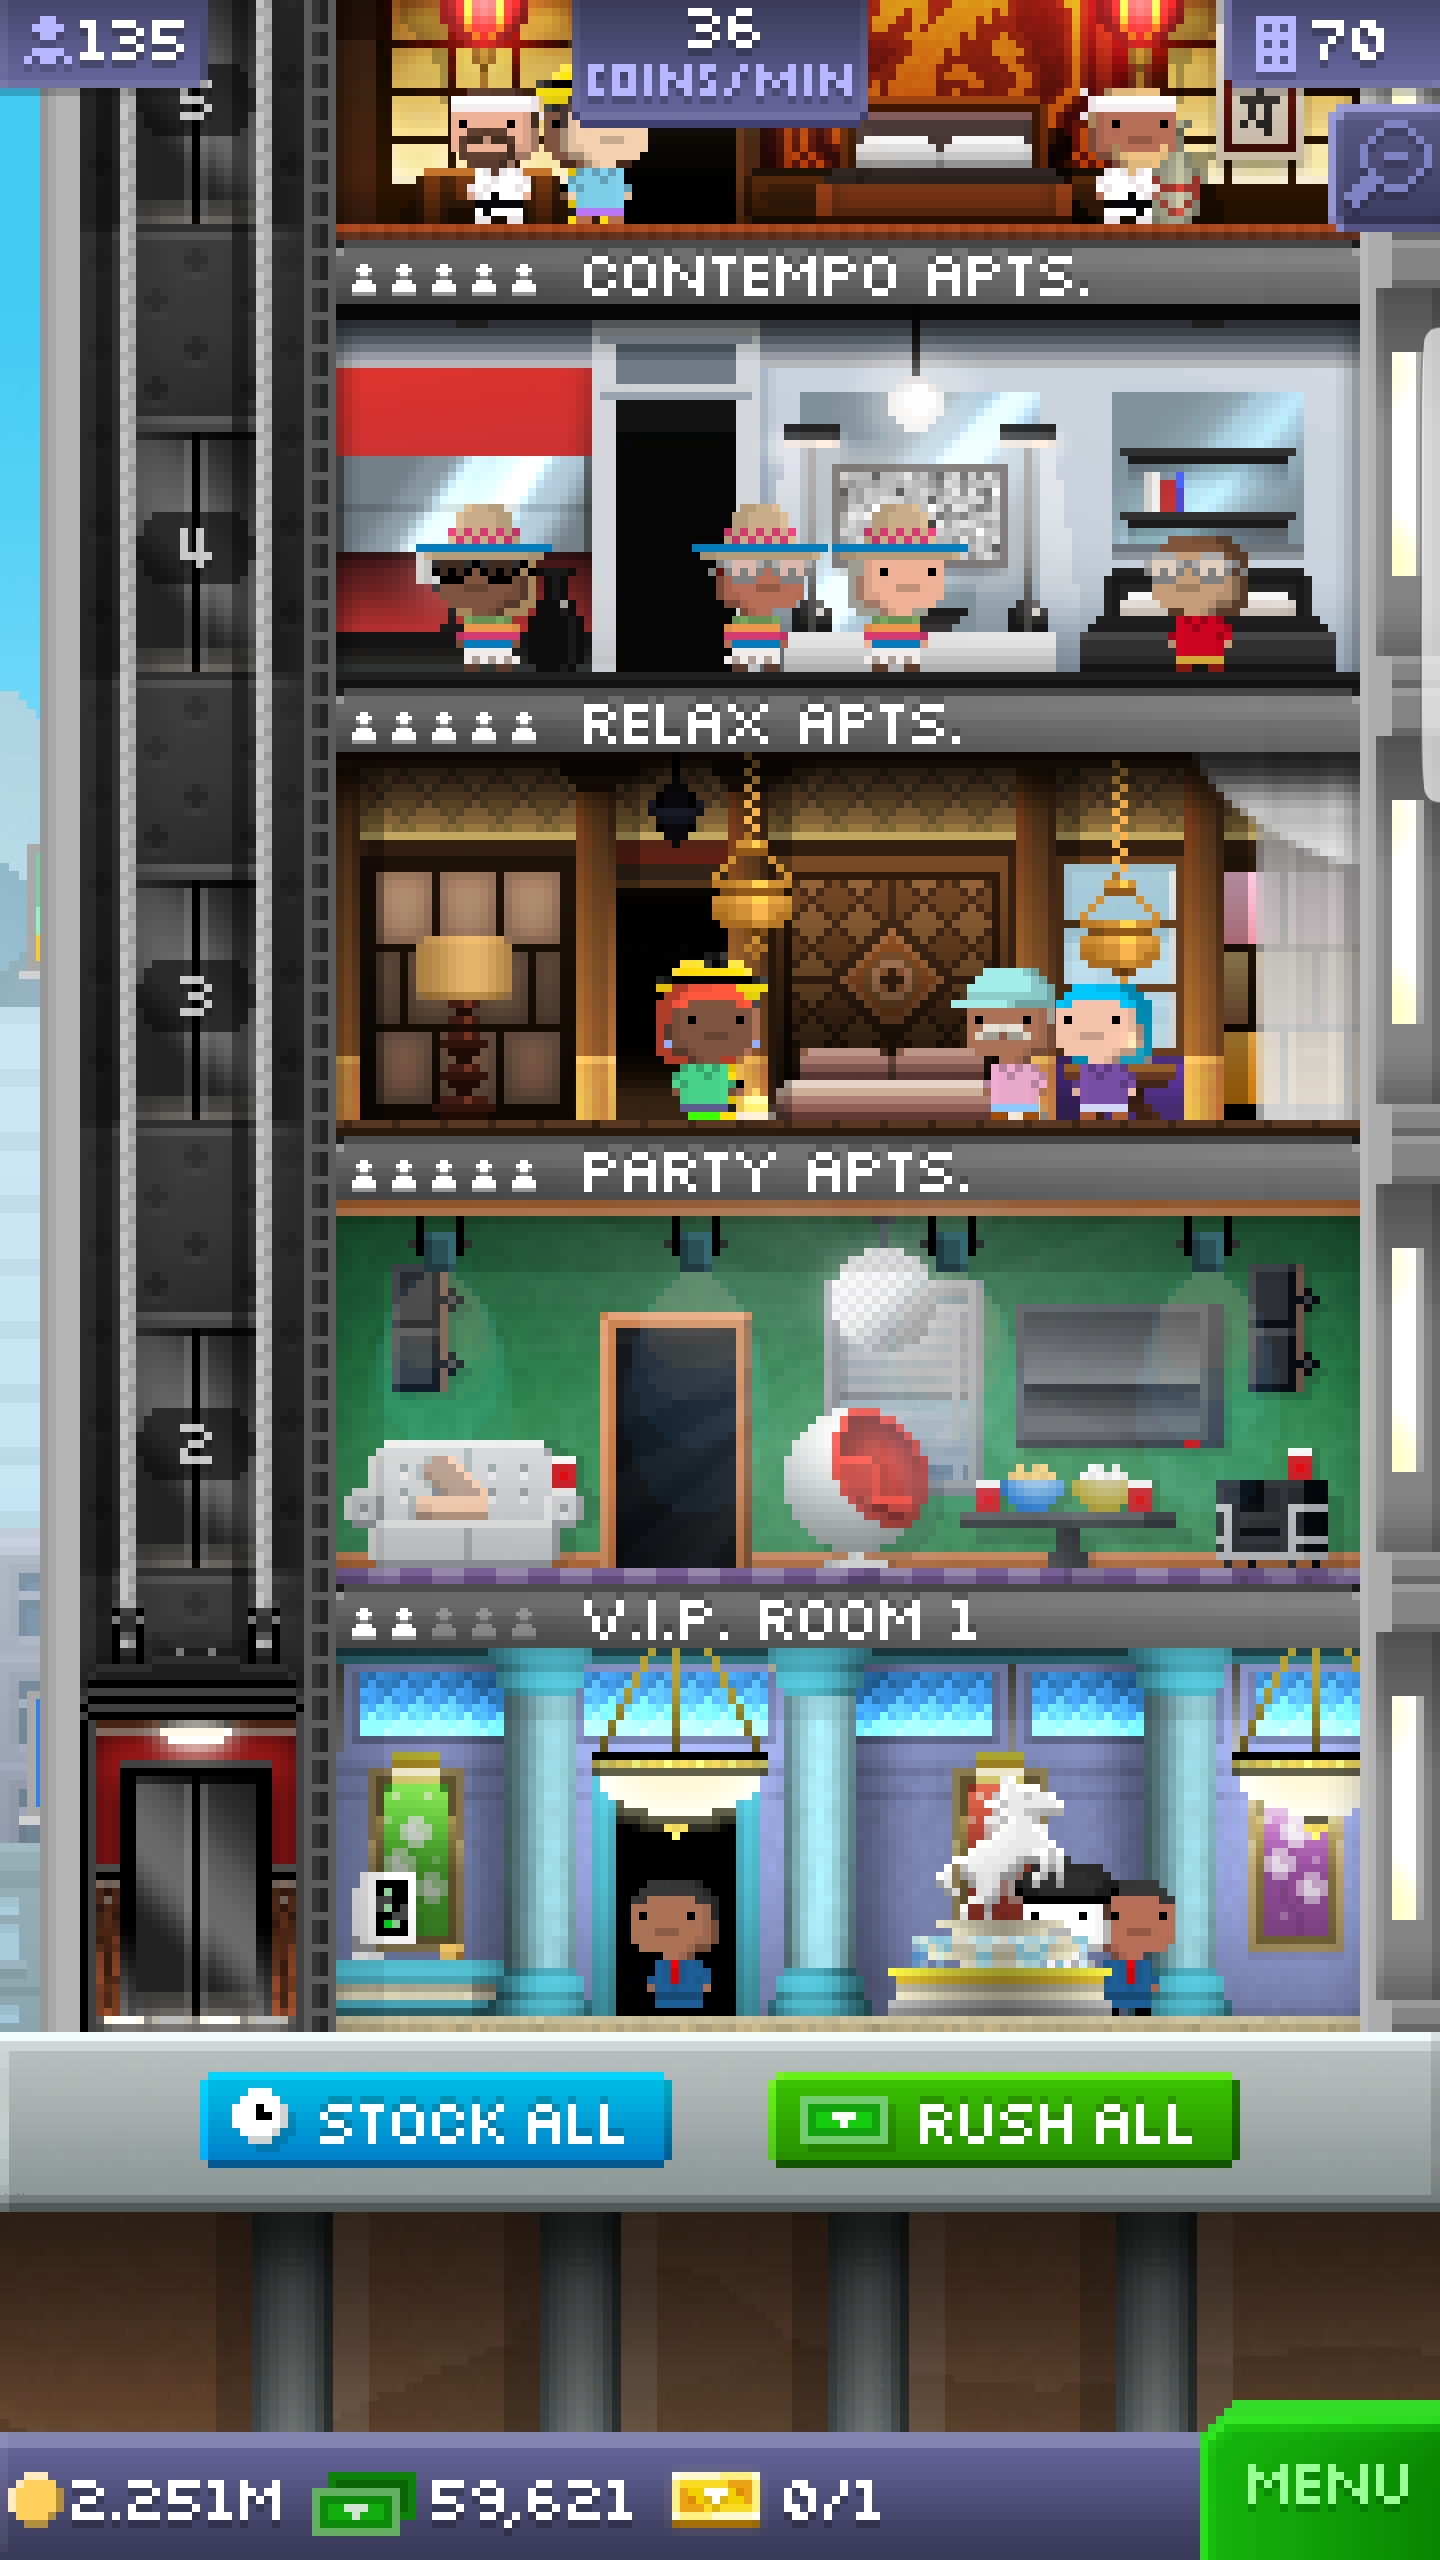 135
36
COINS/MIN
70
5
CONTEMPO APTS.
4
RELAX APTS.
3
PARTY APTS.
2
V.I.P. ROOM 1
STOCK ALL
RUSH ALL
2.251M
59,621
0/1
MENU